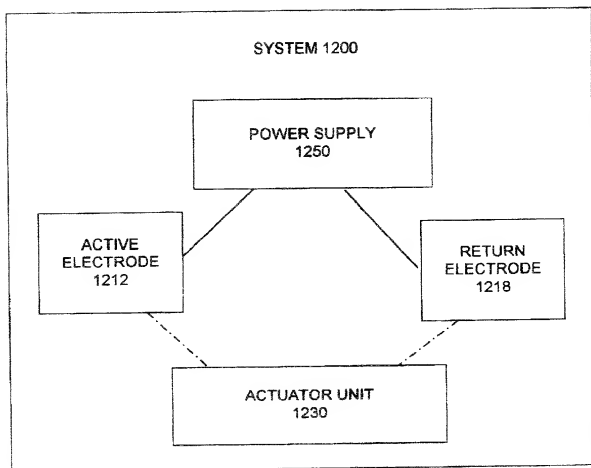 SYSTEM 1200
POWER SUPPLY
1250
ACTIVE
ELECTRODE
1212
RETURN
ELECTRODE
1218
ACTUATOR UNIT
1230